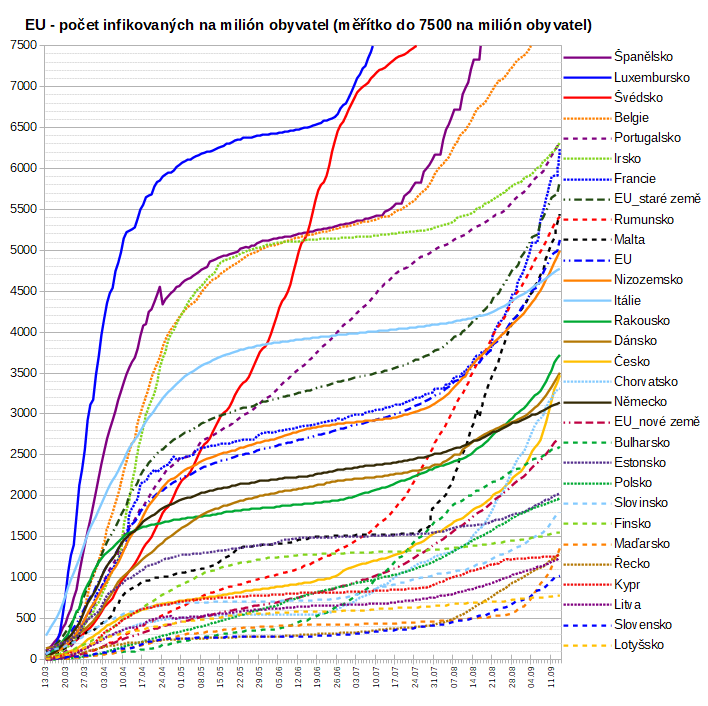 EU - počet infikovaných na milión obyvatel (měřítko do 7500 na milión obyvatel)
7500
7000
6500
6000
5500
5000
4500
4000
3500
3000
2500
2000
1500
1000
500
0
Španělsko
Luxembursko
Švédsko
Belgie
Portugalsko
Irsko
Francie
EU_staré země
Rumunsko
Malta
EU
Nizozemsko
Itálie
Rakousko
Dánsko
Česko
Chorvatsko
Německo
EU_nové země
Bulharsko
Estonsko
Polsko
Slovinsko
Finsko
Maďarsko
Řecko
Kypr
Litva
Slovensko
Lotyšsko
13.03 20.03 27.03 03.04 10.04 17.04 24.04 01.05 08.05 15.05 22.05 29.05 05.06 12.06 19.06 26.06 03.07 10.07 17.07 24.07 31.07 07.08 14.08 21.08 28.08 04.09 11.09